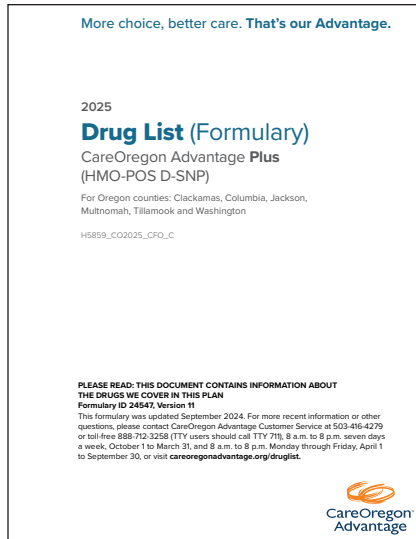 More choice, better care. That's our Advantage.
2025
Drug List (Formulary)
CareOregon Advantage Plus
(HMO-POS D-SNP)
For Oregon counties: Clackamas, Columbia, Jackson,
Multnomah, Tillamook and Washington
H5859_CO2025_CFO_C
PLEASE READ: THIS DOCUMENT CONTAINS INFORMATION ABOUT
THE DRUGS WE COVER IN THIS PLAN
Formulary ID 24547, Version 11
This formulary was updated September 2024. For more recent information or other
questions, please contact CareOregon Advantage Customer Service at 503-416-4279
or toll-free 888-712-3258 (TTY users should call TTY 711), 8 a.m. to 8 p.m. seven days
a week, October 1 to March 31, and 8 a.m. to 8 p.m. Monday through Friday, April 1
to September 30, or visit careoregonadvantage.org/druglist.
CareOregon
Advantage